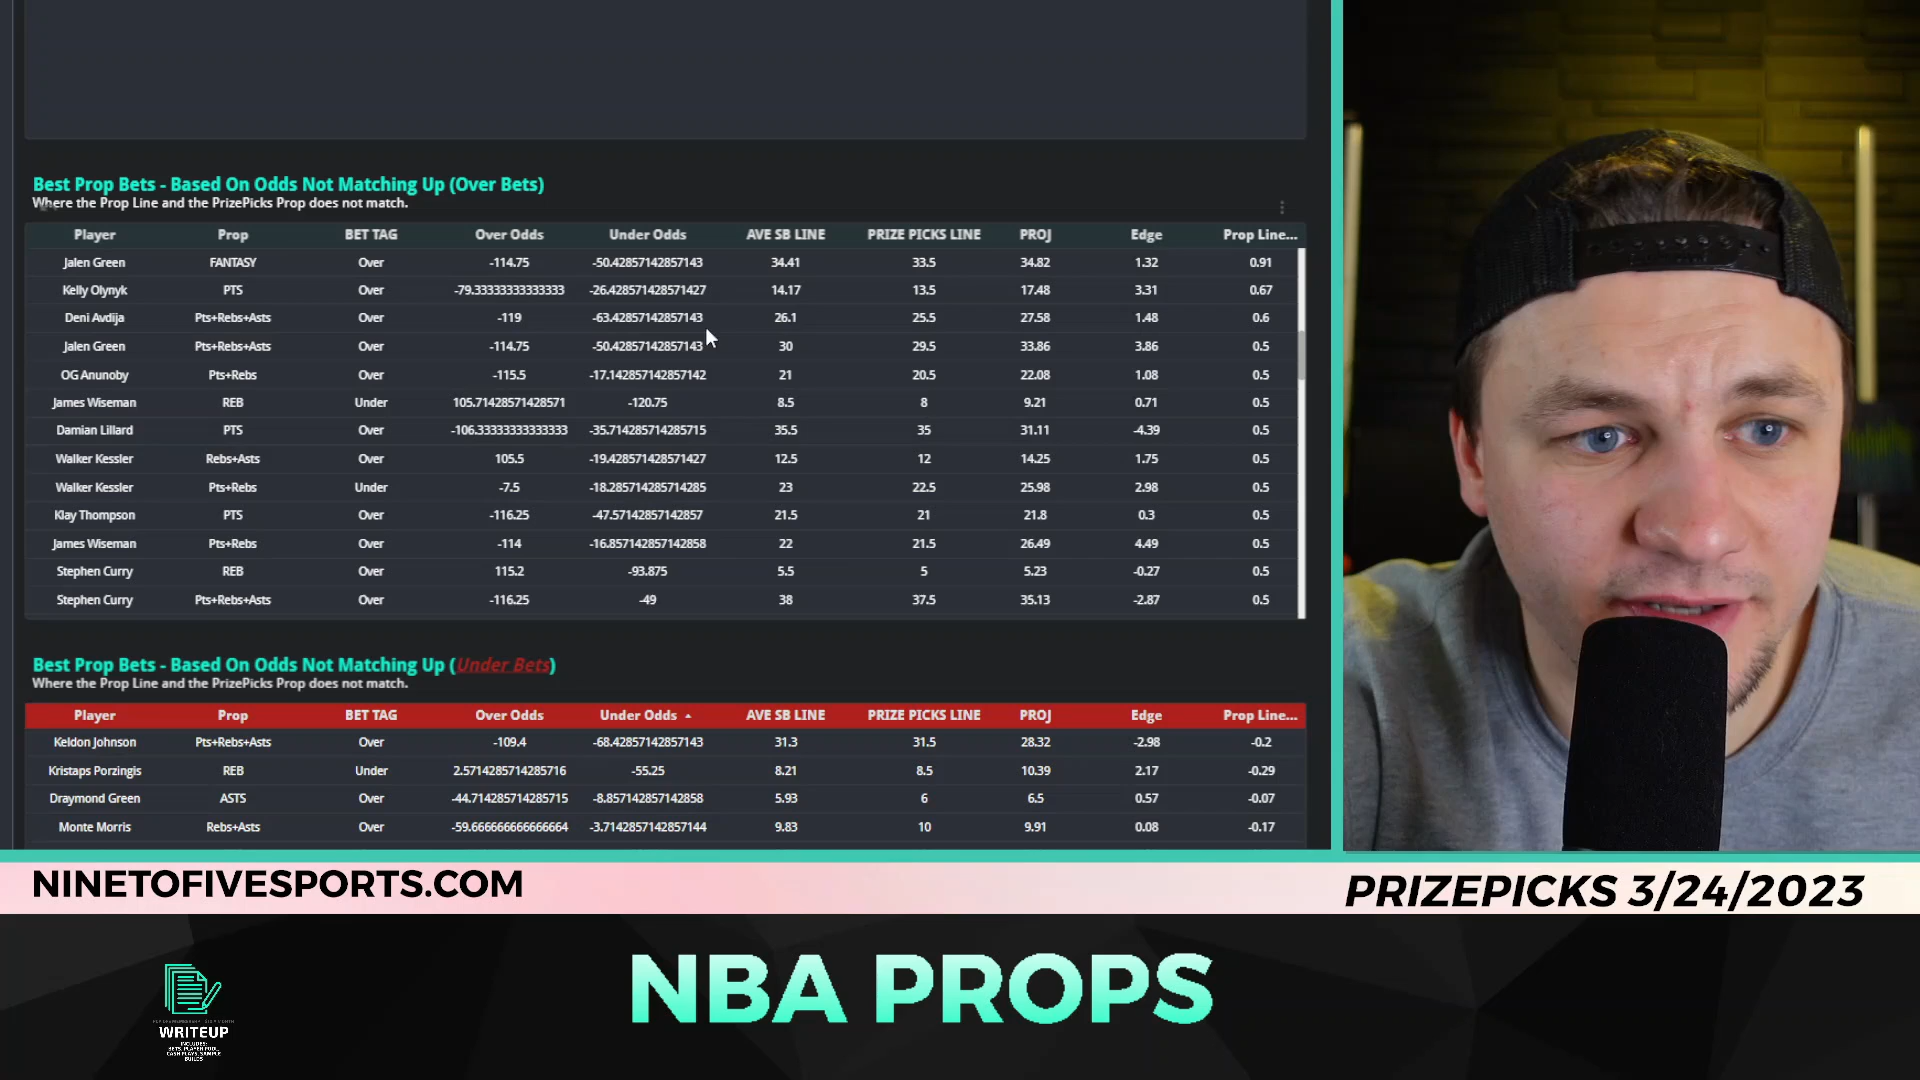 Best Prop Bets - Based On Odds Not Matching Up (Over Bets)
Where the Prop Line and the PrizePicks Prop does not match.
Player Prop BET TAG Over Odds Under Odds AVE SB LINE PRIZE PICKS LINE PROJ Edge Prop Line...
Jalen Green FANTASY Over -114.75 -50.42857142857143 34.41 33.5 34.82 1.32 0.91
Kelly Olynyk PTS Over -79.33333333333333 -26.428571428571427 14.17 13.5 17.48 3.31 0.67
Deni Avdija Pts+Rebs+Asts Over -119 -63.42857142857143 26.1 25.5 27.58 1.48 0.6
Jalen Green Pts+Rebs+Asts Over -114.75 -50.42857142857143 30 29.5 33.86 3.86 0.5
OG Anunoby Pts+Rebs Over -115.5 -17.142857142857142 21 20.5 22.08 1.08 0.5
James Wiseman REB Under 105.71428571428571 -120.75 8.5 8 9.21 0.71 0.5
Damian Lillard PTS Over -106.33333333333333 -35.714285714285715 35.5 35 31.11 -4.39 0.5
Walker Kessler Rebs+Asts Over 105.5 -19.428571428571427 12.5 12 14.25 1.75 0.5
Walker Kessler Pts+Rebs Under -7.5 -18.285714285714285 23 22.5 25.98 2.98 0.5
Klay Thompson PTS Over -116.25 -47.57142857142857 21.5 21 21.8 0.3 0.5
James Wiseman Pts+Rebs Over -114 -16.857142857142858 22 21.5 26.49 4.49 0.5
Stephen Curry REB Over 115.2 -93.875 5.5 5 5.23 -0.27 0.5
Stephen Curry Pts+Rebs+Asts Over -116.25 -49 38 37.5 35.13 -2.87 0.5
Best Prop Bets - Based On Odds Not Matching Up (Under Bets)
Where the Prop Line and the PrizePicks Prop does not match.
Player Prop BET TAG Over Odds Under Odds AVE SB LINE PRIZE PICKS LINE PROJ Edge Prop Line...
Keldon Johnson Pts+Rebs+Asts Over -109.4 -68.42857142857143 31.3 31.5 28.32 -2.98 -0.2
Kristaps Porzingis REB Under 2.5714285714285716 -55.25 8.21 8.5 10.39 2.17 -0.29
Draymond Green ASTS Over -44.714285714285715 -8.857142857142858 5.93 6 6.5 0.57 -0.07
Monte Morris Rebs+Asts Over -59.666666666666664 -3.7142857142857144 9.83 10 9.91 0.08 -0.17
NINETOFIVESPORTS.COM
PRIZEPICKS 3/24/2023
NBA PROPS
WRITEUP
INCLUDES:
BETS, PLAYER POOL,
CASH PLAYS, SAMPLE
BUILDS